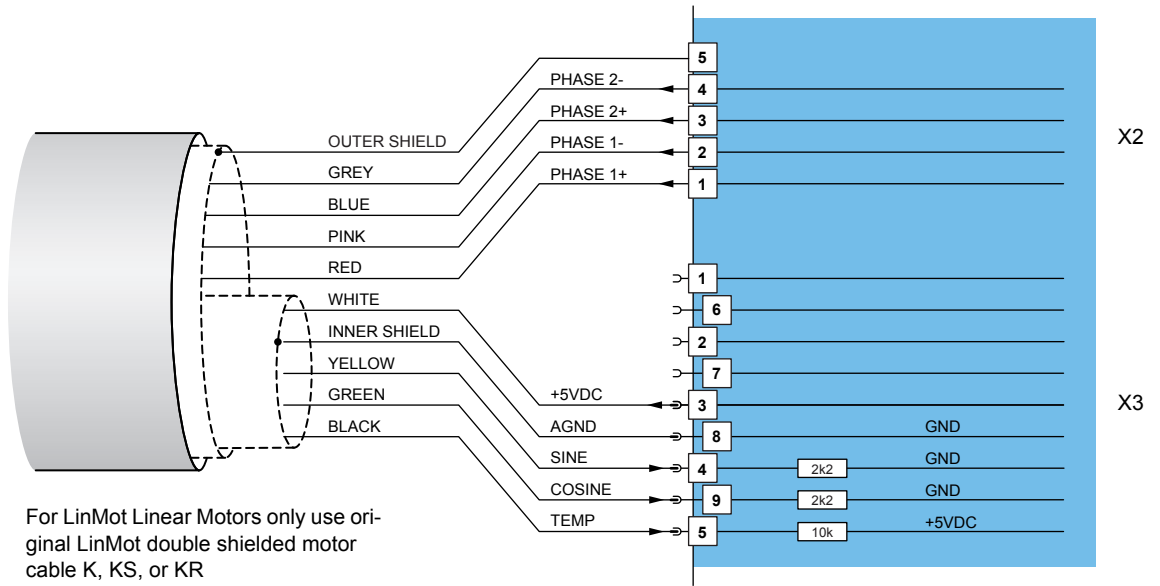 5
PHASE 2-
4
PHASE 2+
3
X2
OUTER SHIELD
PHASE 1-
2
GREY
PHASE 1+
1
BLUE
PINK
RED
1
WHITE
6
INNER SHIELD
2
YELLOW
7
GREEN
+5VDC
3
X3
BLACK
AGND
8
GND
SINE
4
2k2
GND
COSINE
9
2k2
GND
TEMP
5
10k
+5VDC
For LinMot Linear Motors only use ori-
ginal LinMot double shielded motor
cable K, KS, or KR